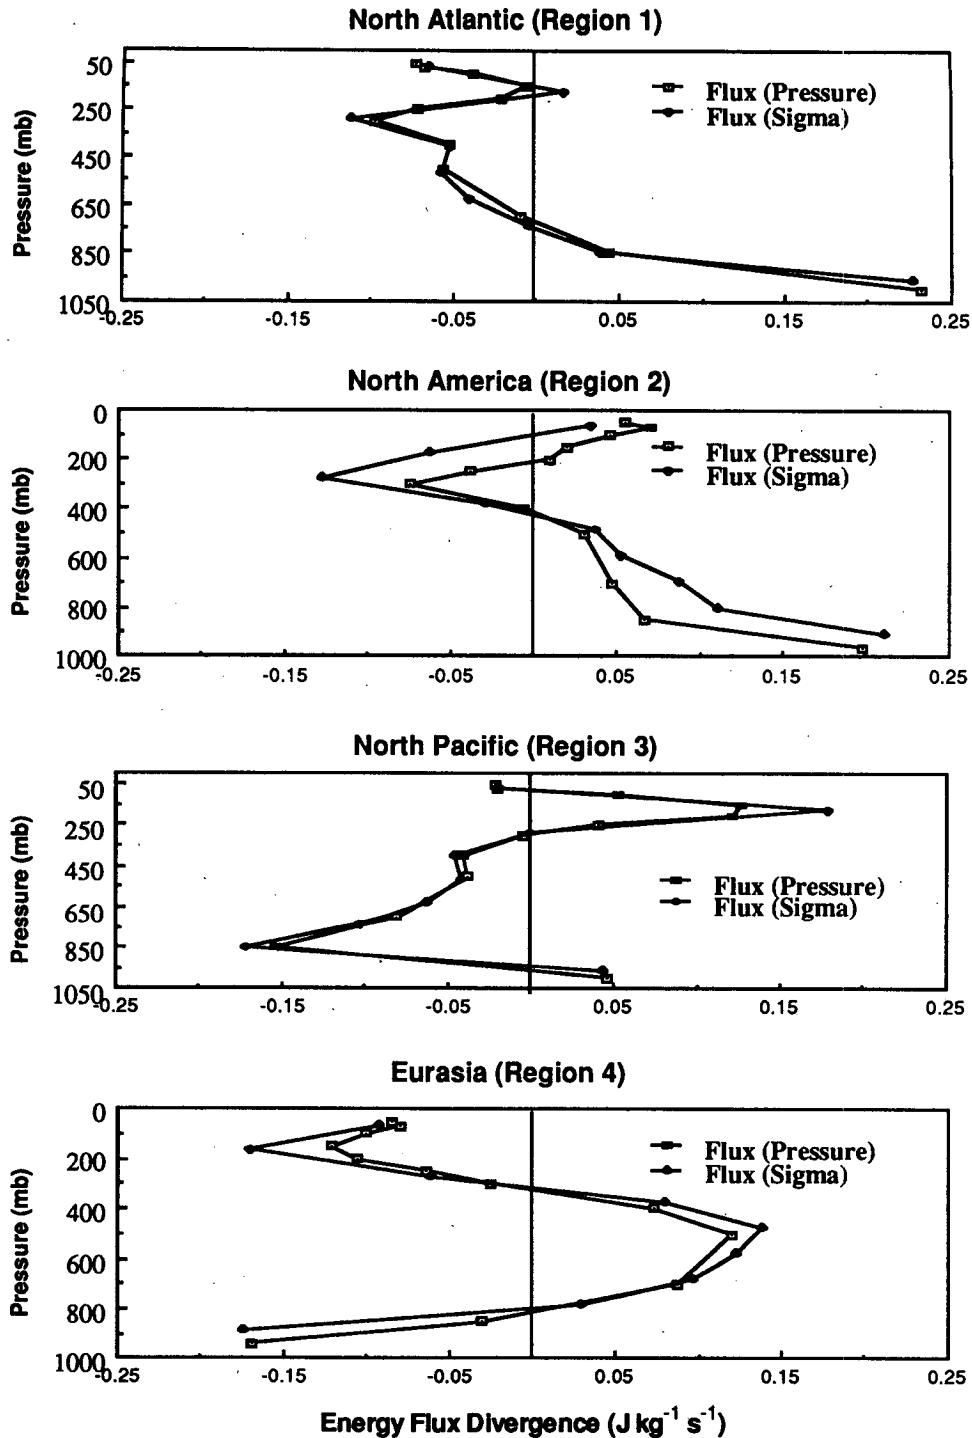 North Atlantic (Region 1)
50
250
450
650
850
1050
Pressure (mb)
Flux (Pressure)
Flux (Sigma)
-0.25
-0.15
-0.05
0.05
0.15
0.25
North America (Region 2)
0
200
400
600
800
1000
Pressure (mb)
Flux (Pressure)
Flux (Sigma)
-0.25
-0.15
-0.05
0.05
0.15
0.25
North Pacific (Region 3)
50
250
450
650
850
1050
Pressure (mb)
Flux (Pressure)
Flux (Sigma)
-0.25
-0.15
-0.05
0.05
0.15
0.25
Eurasia (Region 4)
0
200
400
600
800
1000
Pressure (mb)
Flux (Pressure)
Flux (Sigma)
-0.25
-0.15
-0.05
0.05
0.15
0.25
Energy Flux Divergence (J kg⁻¹ s⁻¹)